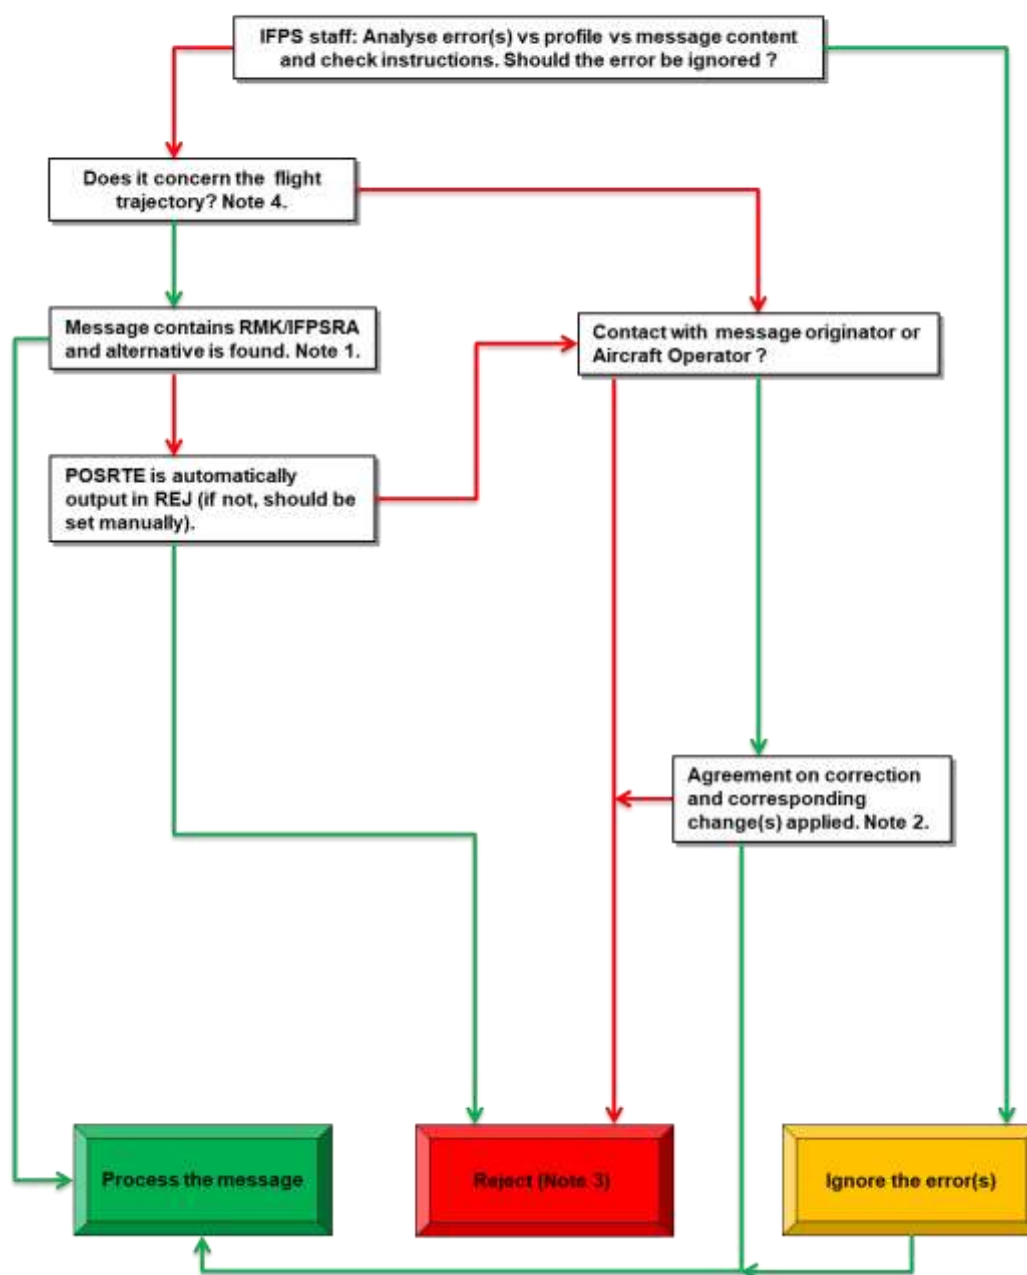 IFPS staff: Analyse error(s) vs profile vs message content
and check instructions. Should the error be ignored ?
Does it concern the flight
trajectory? Note 4.
Message contains RMK/IFPSRA
and alternative is found. Note 1.
Contact with message originator or
Aircraft Operator ?
POSRTE is automatically
output in REJ (if not, should be
set manually).
Agreement on correction
and corresponding
change(s) applied. Note 2.
Process the message
Reject (Note 3)
Ignore the error(s)